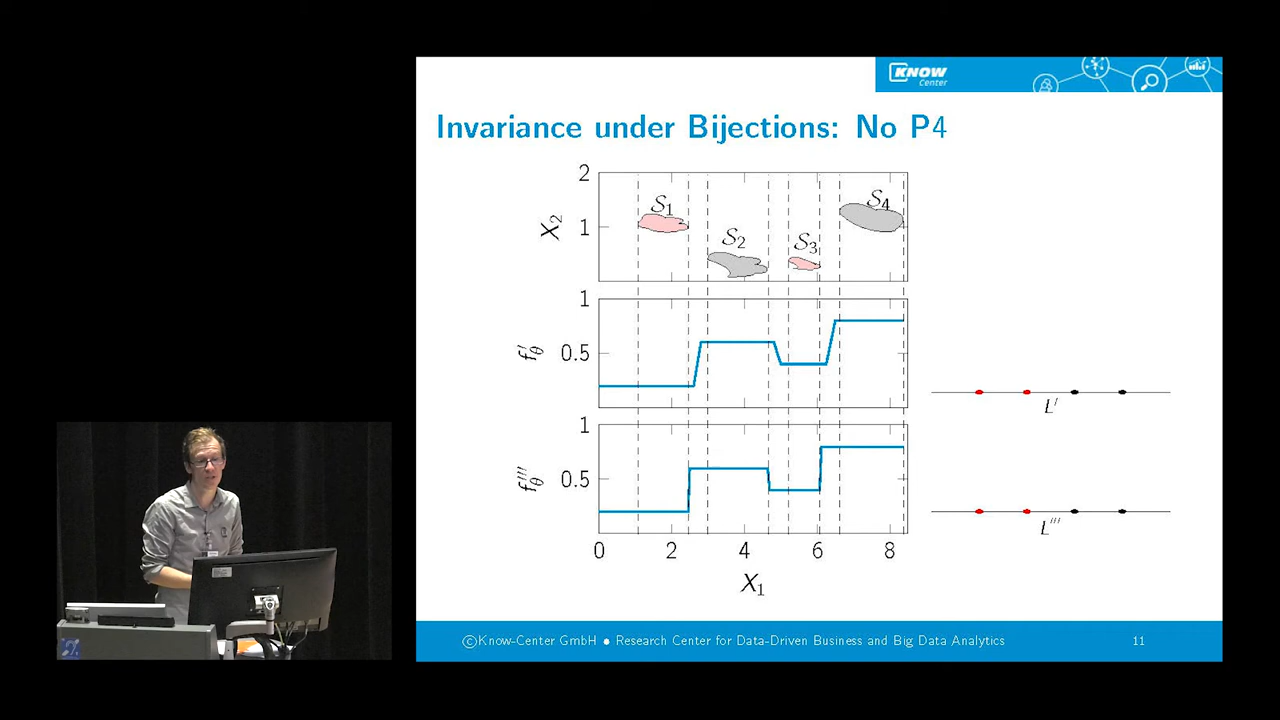 KNOW
Center
Invariance under Bijections: No P4
2
1
X₂
S₁
S₂
S₃
S₄
1
0.5
f'θ
L'
1
0.5
f'''θ
L'''
0 2 4 6 8
X₁
©Know-Center GmbH • Research Center for Data-Driven Business and Big Data Analytics 11